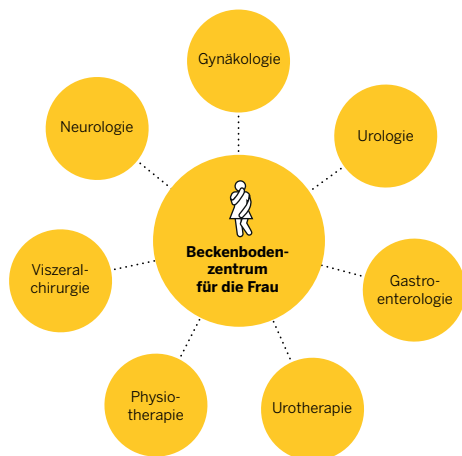 Gynäkologie
Neurologie
Urologie
Beckenboden-
zentrum
für die Frau
Viszeral-
chirurgie
Gastro-
enterologie
Physio-
therapie
Urotherapie